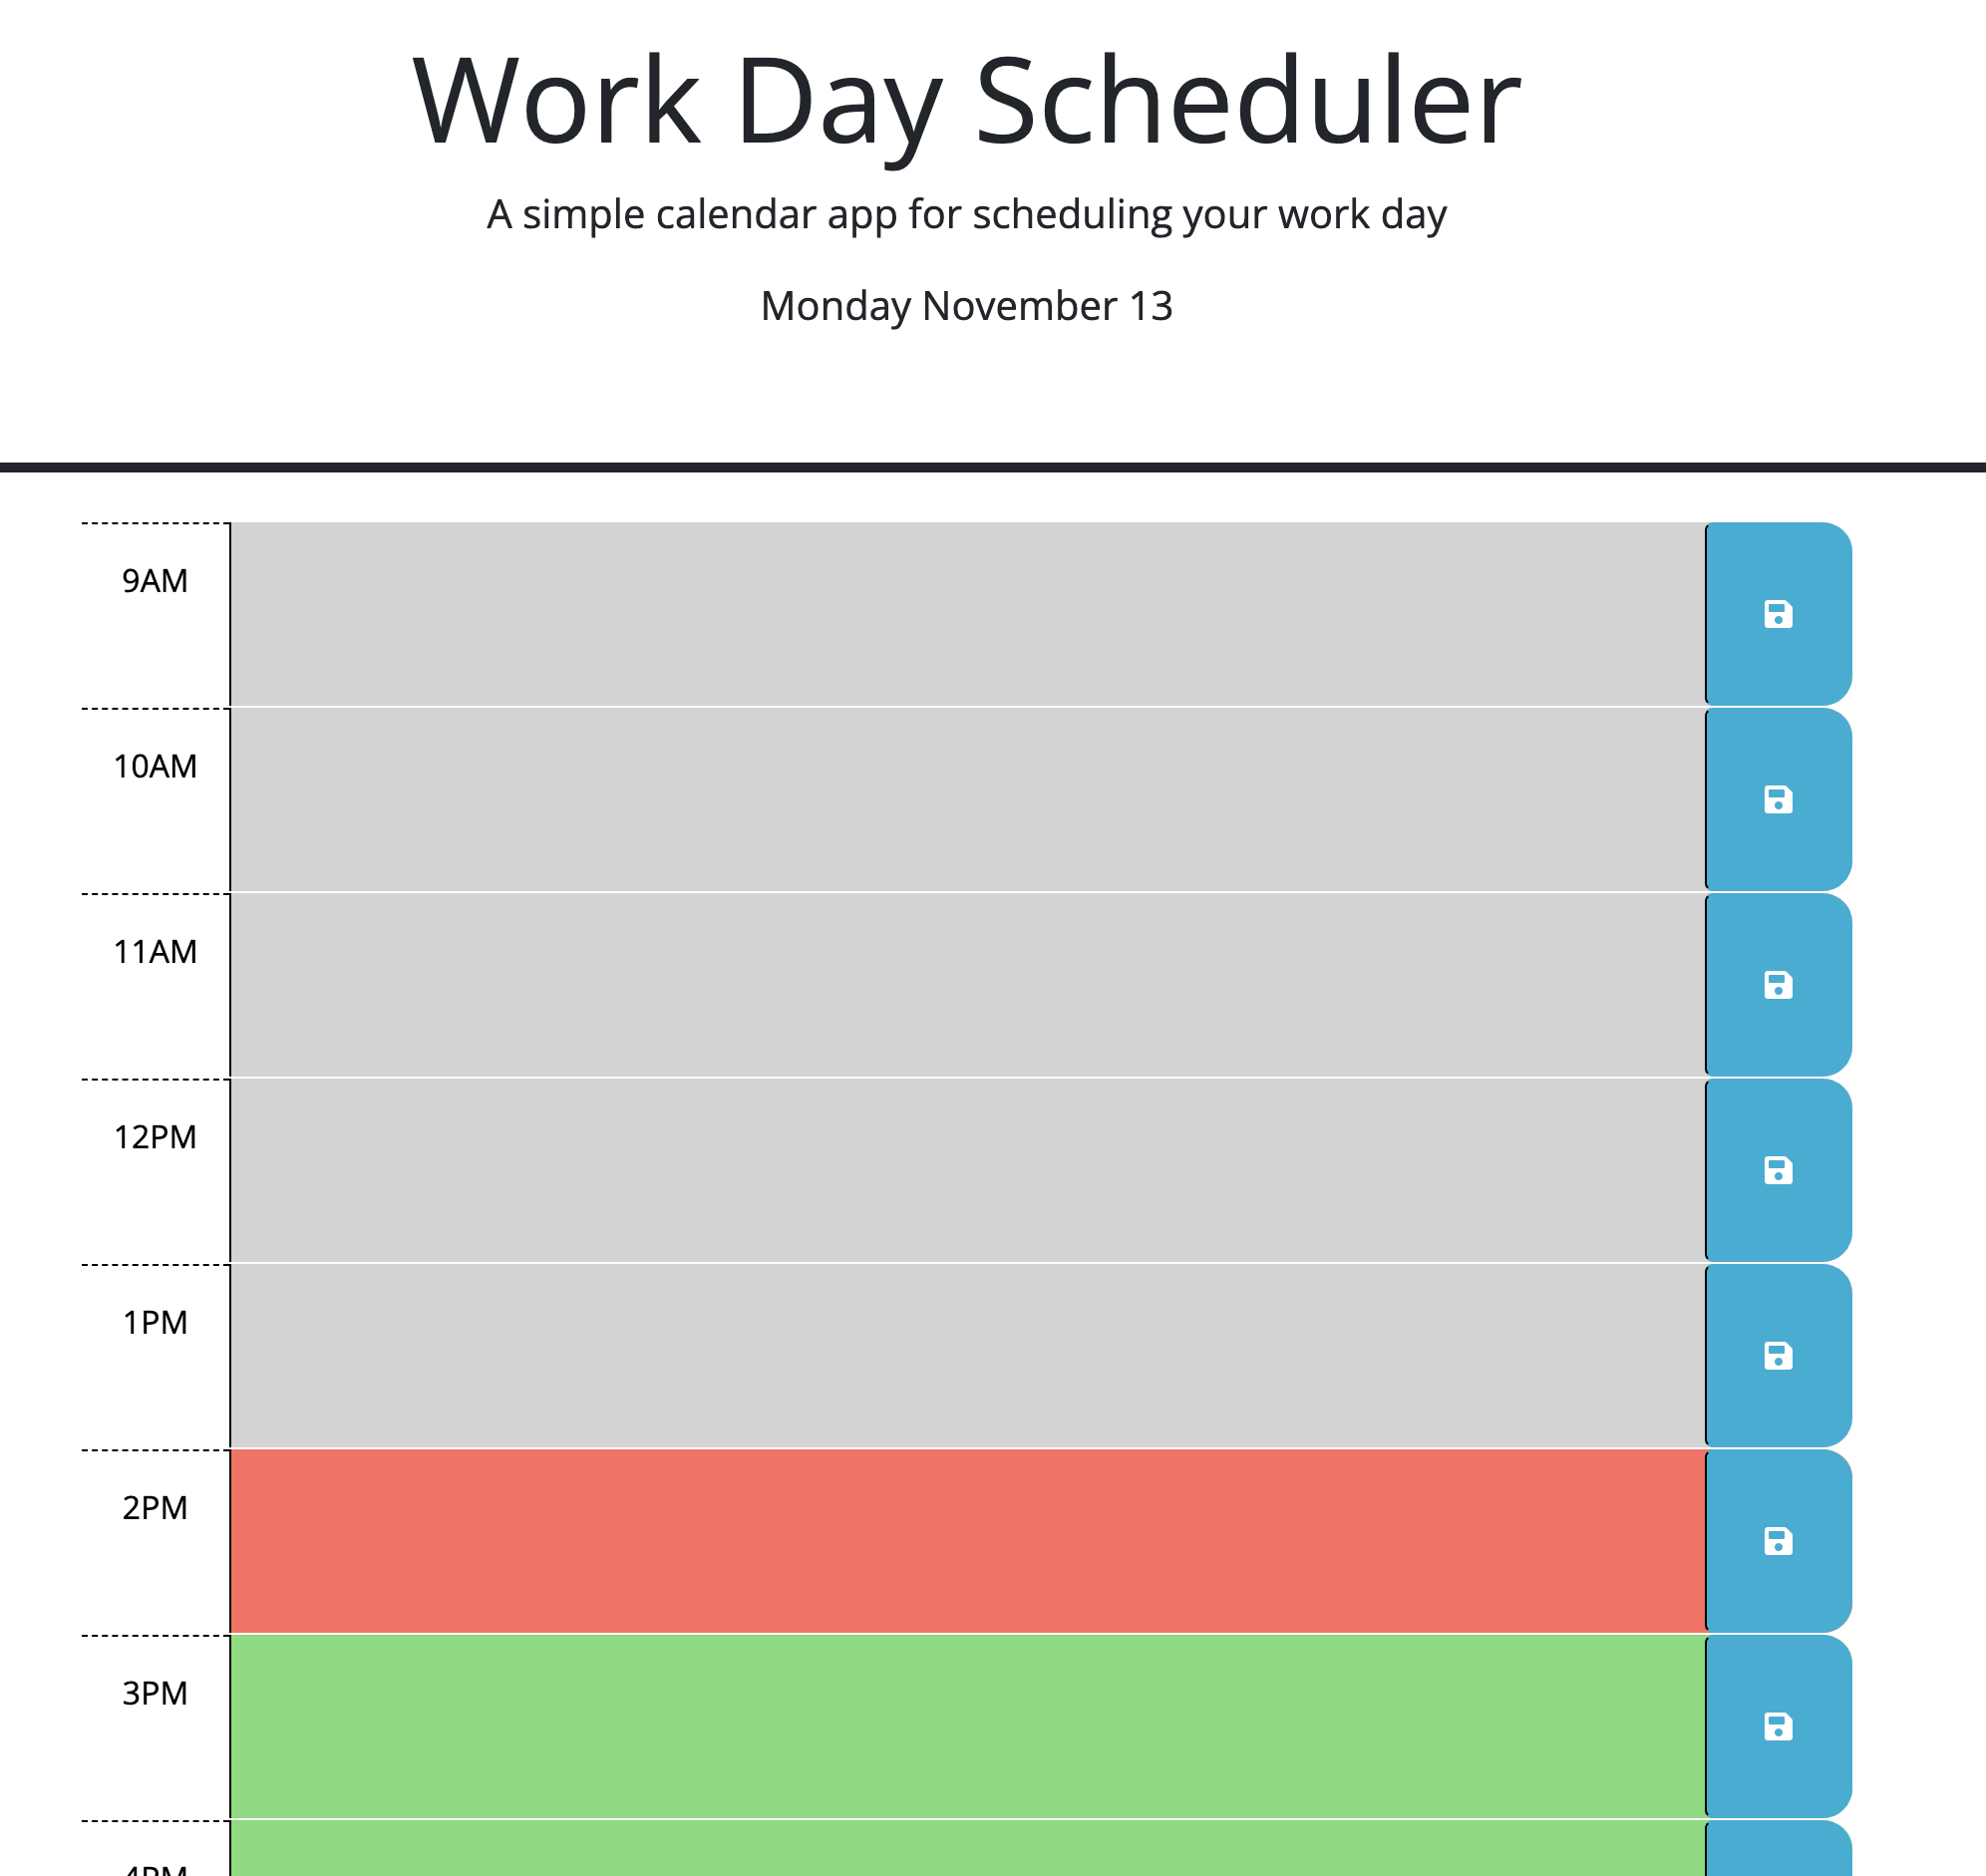 Work Day Scheduler
A simple calendar app for scheduling your work day
Monday November 13
9AM
10AM
11AM
12PM
1PM
2PM
3PM
4PM